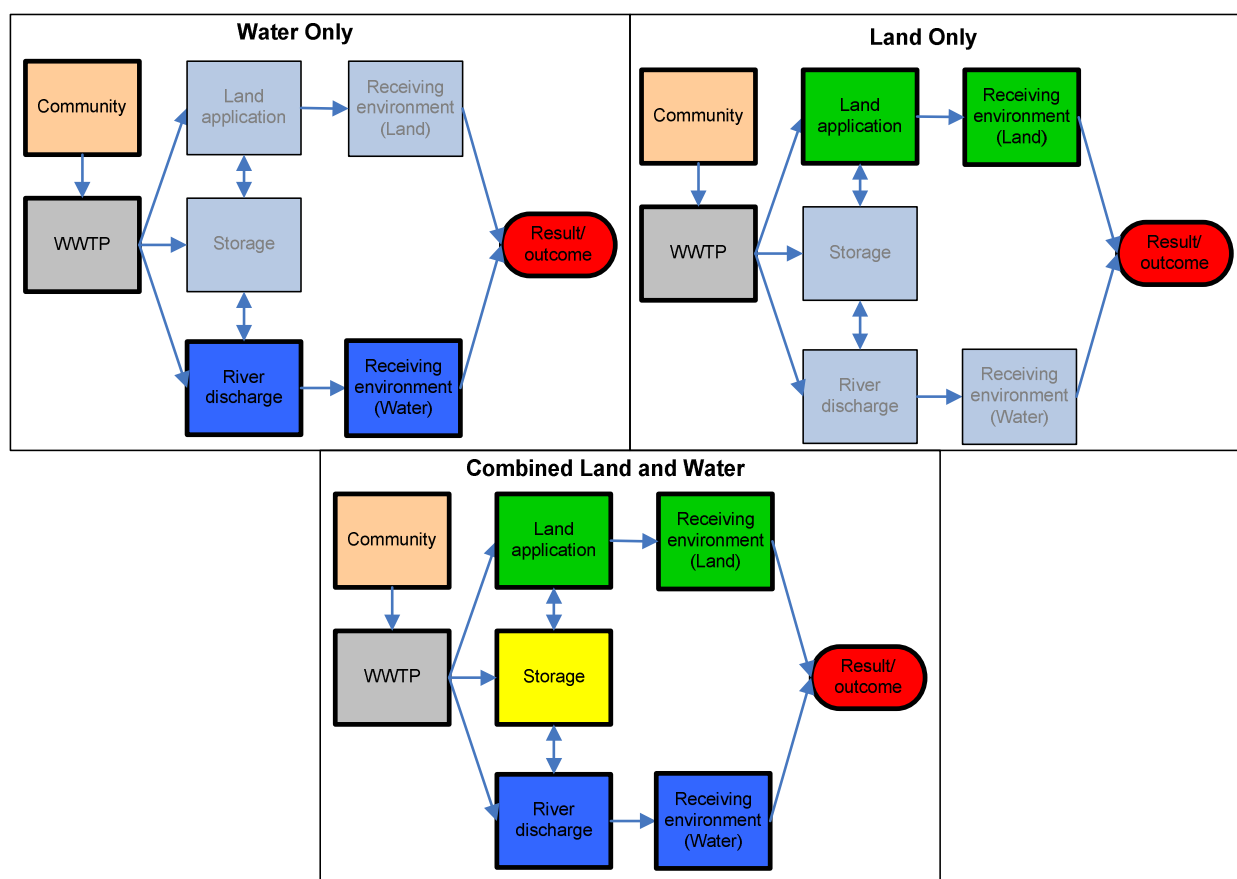 Water Only
Community
Land
application
Receiving
environment
(Land)
WWTP
Storage
Result/
outcome
River
discharge
Receiving
environment
(Water)
Land Only
Community
Land
application
Receiving
environment
(Land)
WWTP
Storage
Result/
outcome
River
discharge
Receiving
environment
(Water)
Combined Land and Water
Community
Land
application
Receiving
environment
(Land)
WWTP
Storage
Result/
outcome
River
discharge
Receiving
environment
(Water)